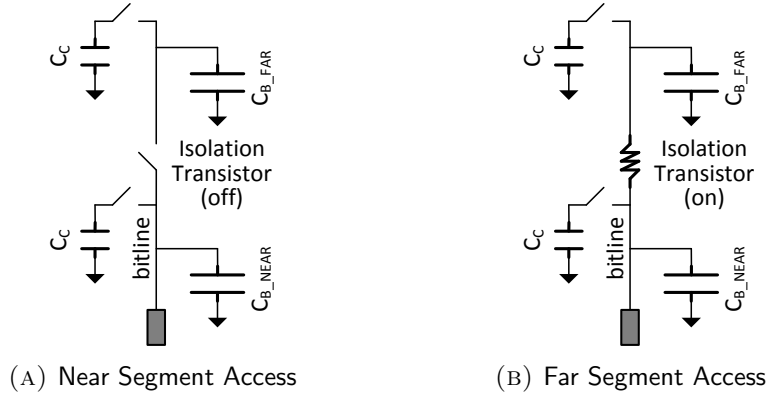 C_C
C_B_FAR
Isolation
Transistor
(off)
C_C
bitline
C_B_NEAR
(A) Near Segment Access
C_C
C_B_FAR
Isolation
Transistor
(on)
C_C
bitline
C_B_NEAR
(B) Far Segment Access